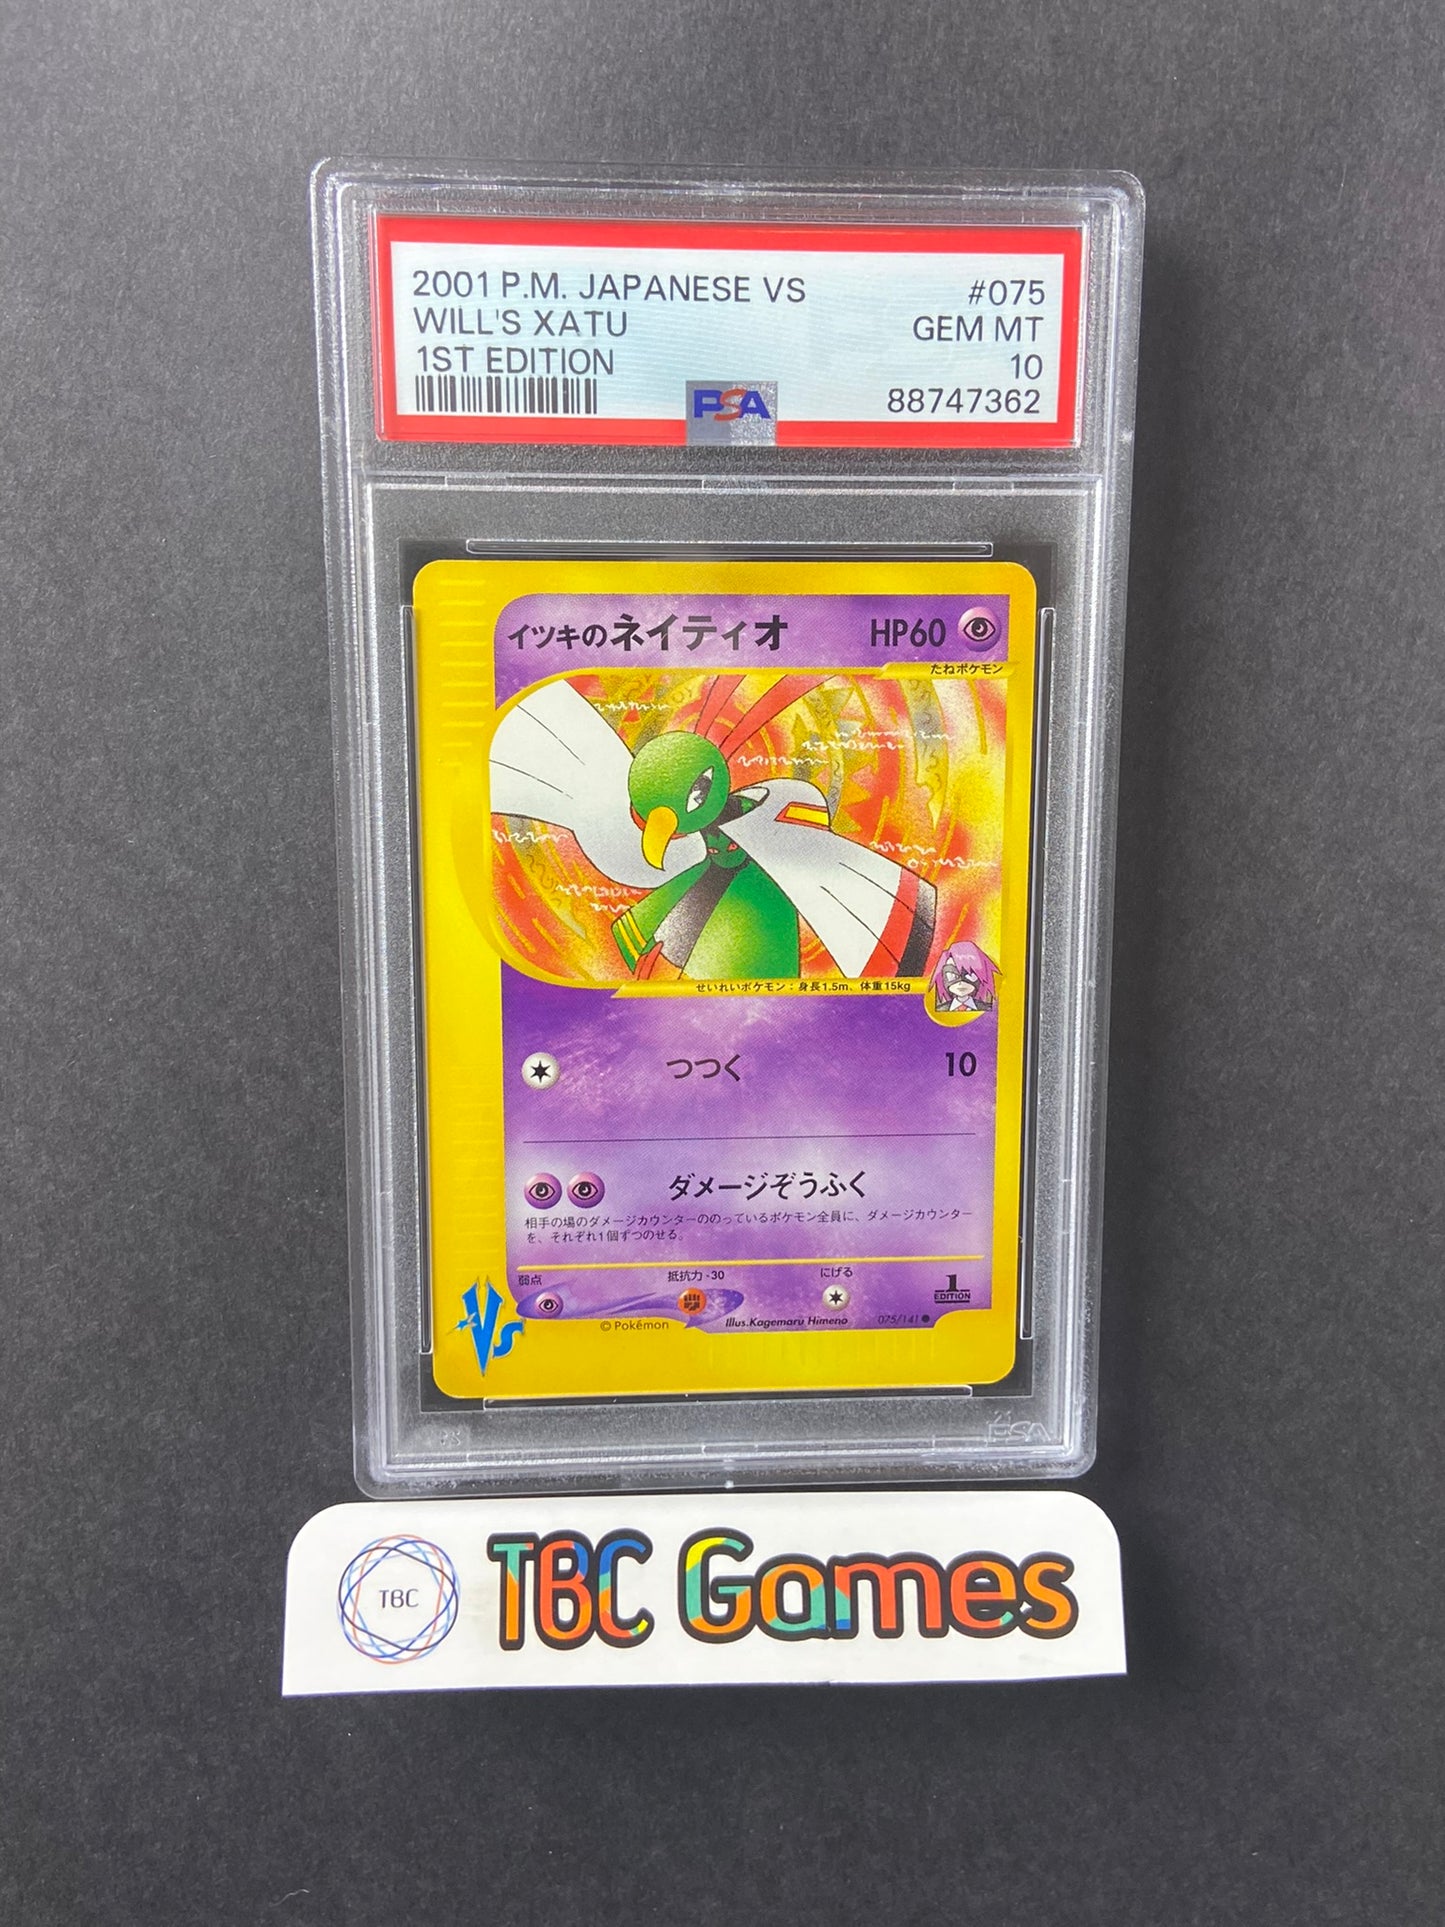 2001 P.M. JAPANESE VS #075
WILL'S XATU GEM MT
1ST EDITION 10
PSA 88747362
イツキのネイティオ HP60
たねポケモン
せいれいポケモン：身長1.5m、体重15kg
つつく 10
ダメージぞうふく
相手の場のダメージカウンターののっているポケモン全員に、ダメージカウンター
を、それぞれ1個ずつのせる。
弱点 抵抗力 -30 にげる
1
EDITION
VS
© Pokémon Illus.Kagemaru Himeno 075/141
PSA
TBC TBC Games